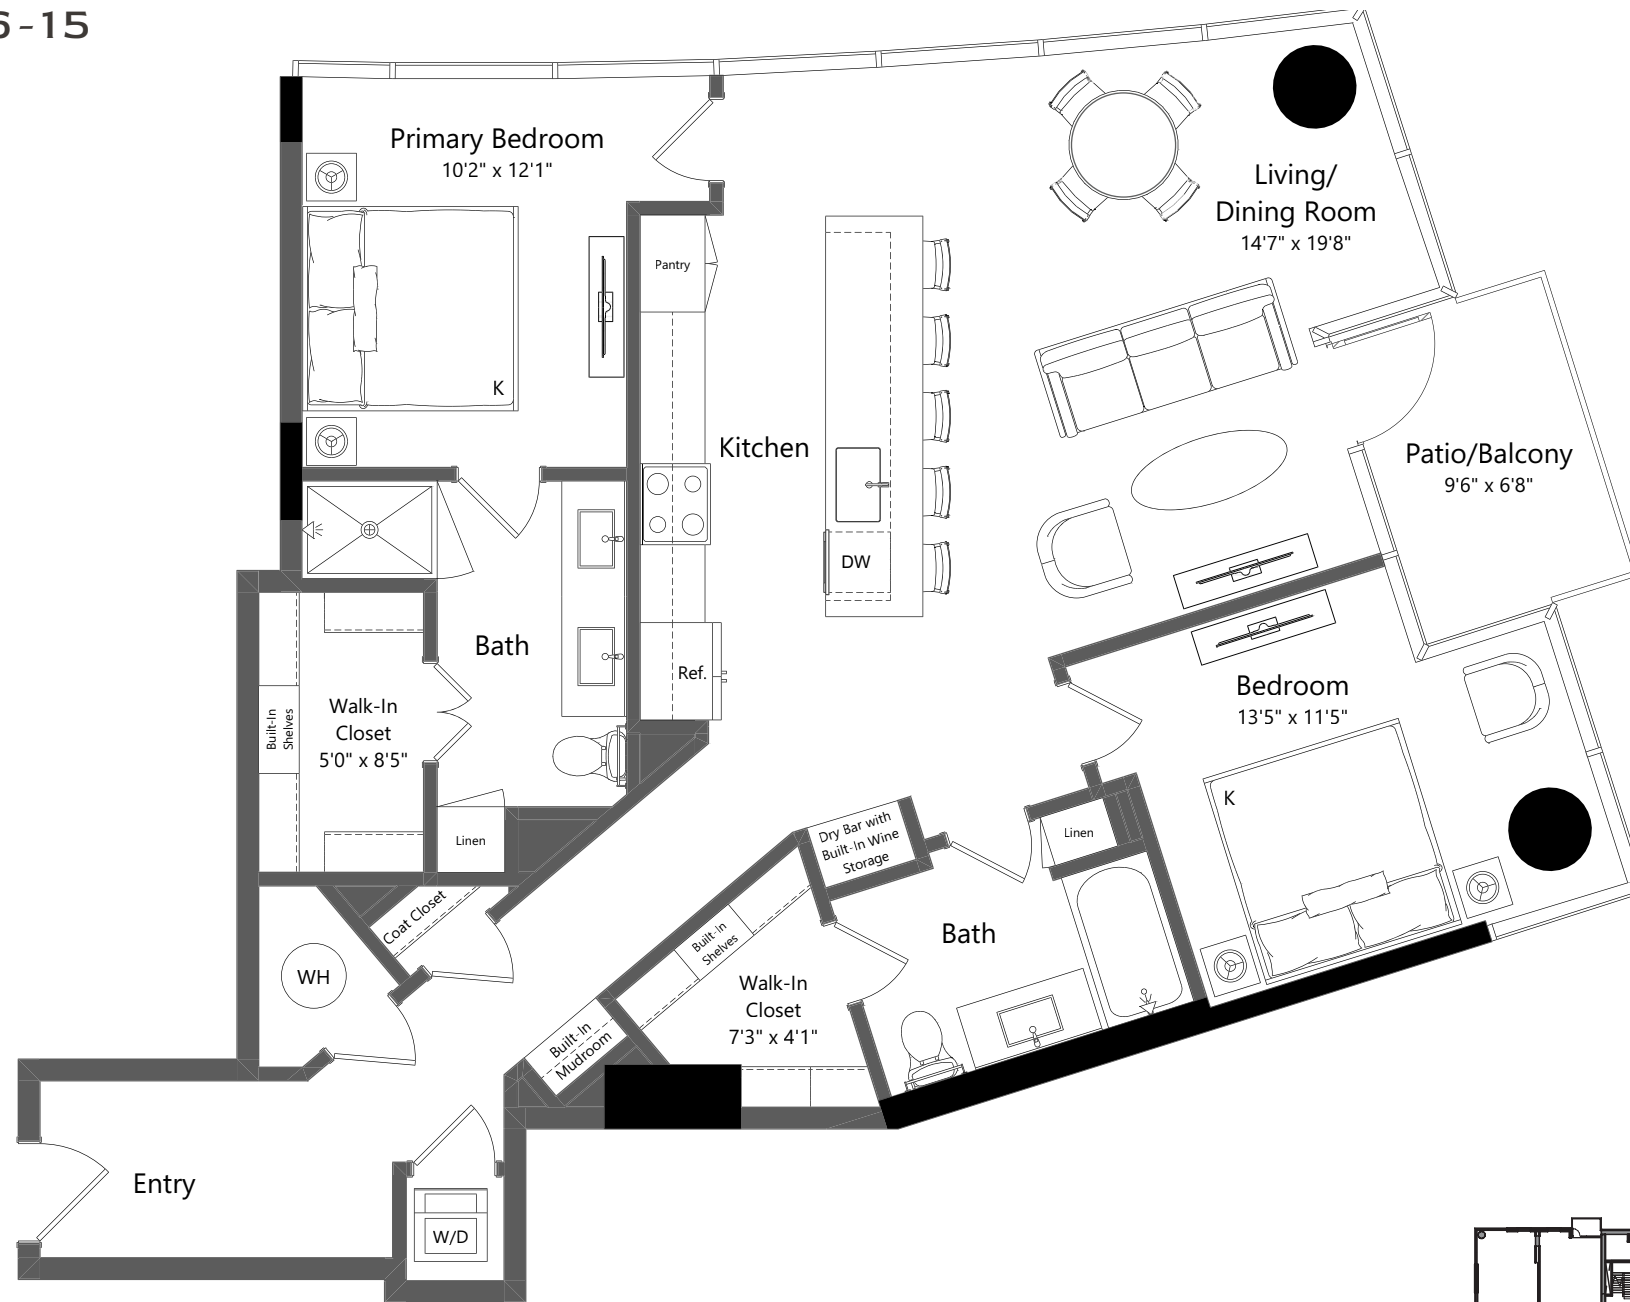 -15
Primary Bedroom
10'2" x 12'1"
K
Living/
Dining Room
14'7" x 19'8"
Pantry
Kitchen
DW
Ref.
Patio/Balcony
9'6" x 6'8"
Bath
Walk-In
Closet
5'0" x 8'5"
Built-In
Shelves
Linen
Coat Closet
WH
Bedroom
13'5" x 11'5"
K
Dry Bar with
Built-In Wine
Storage
Linen
Bath
Built-In
Shelves
Walk-In
Closet
7'3" x 4'1"
Built-In
Mudroom
Entry
W/D